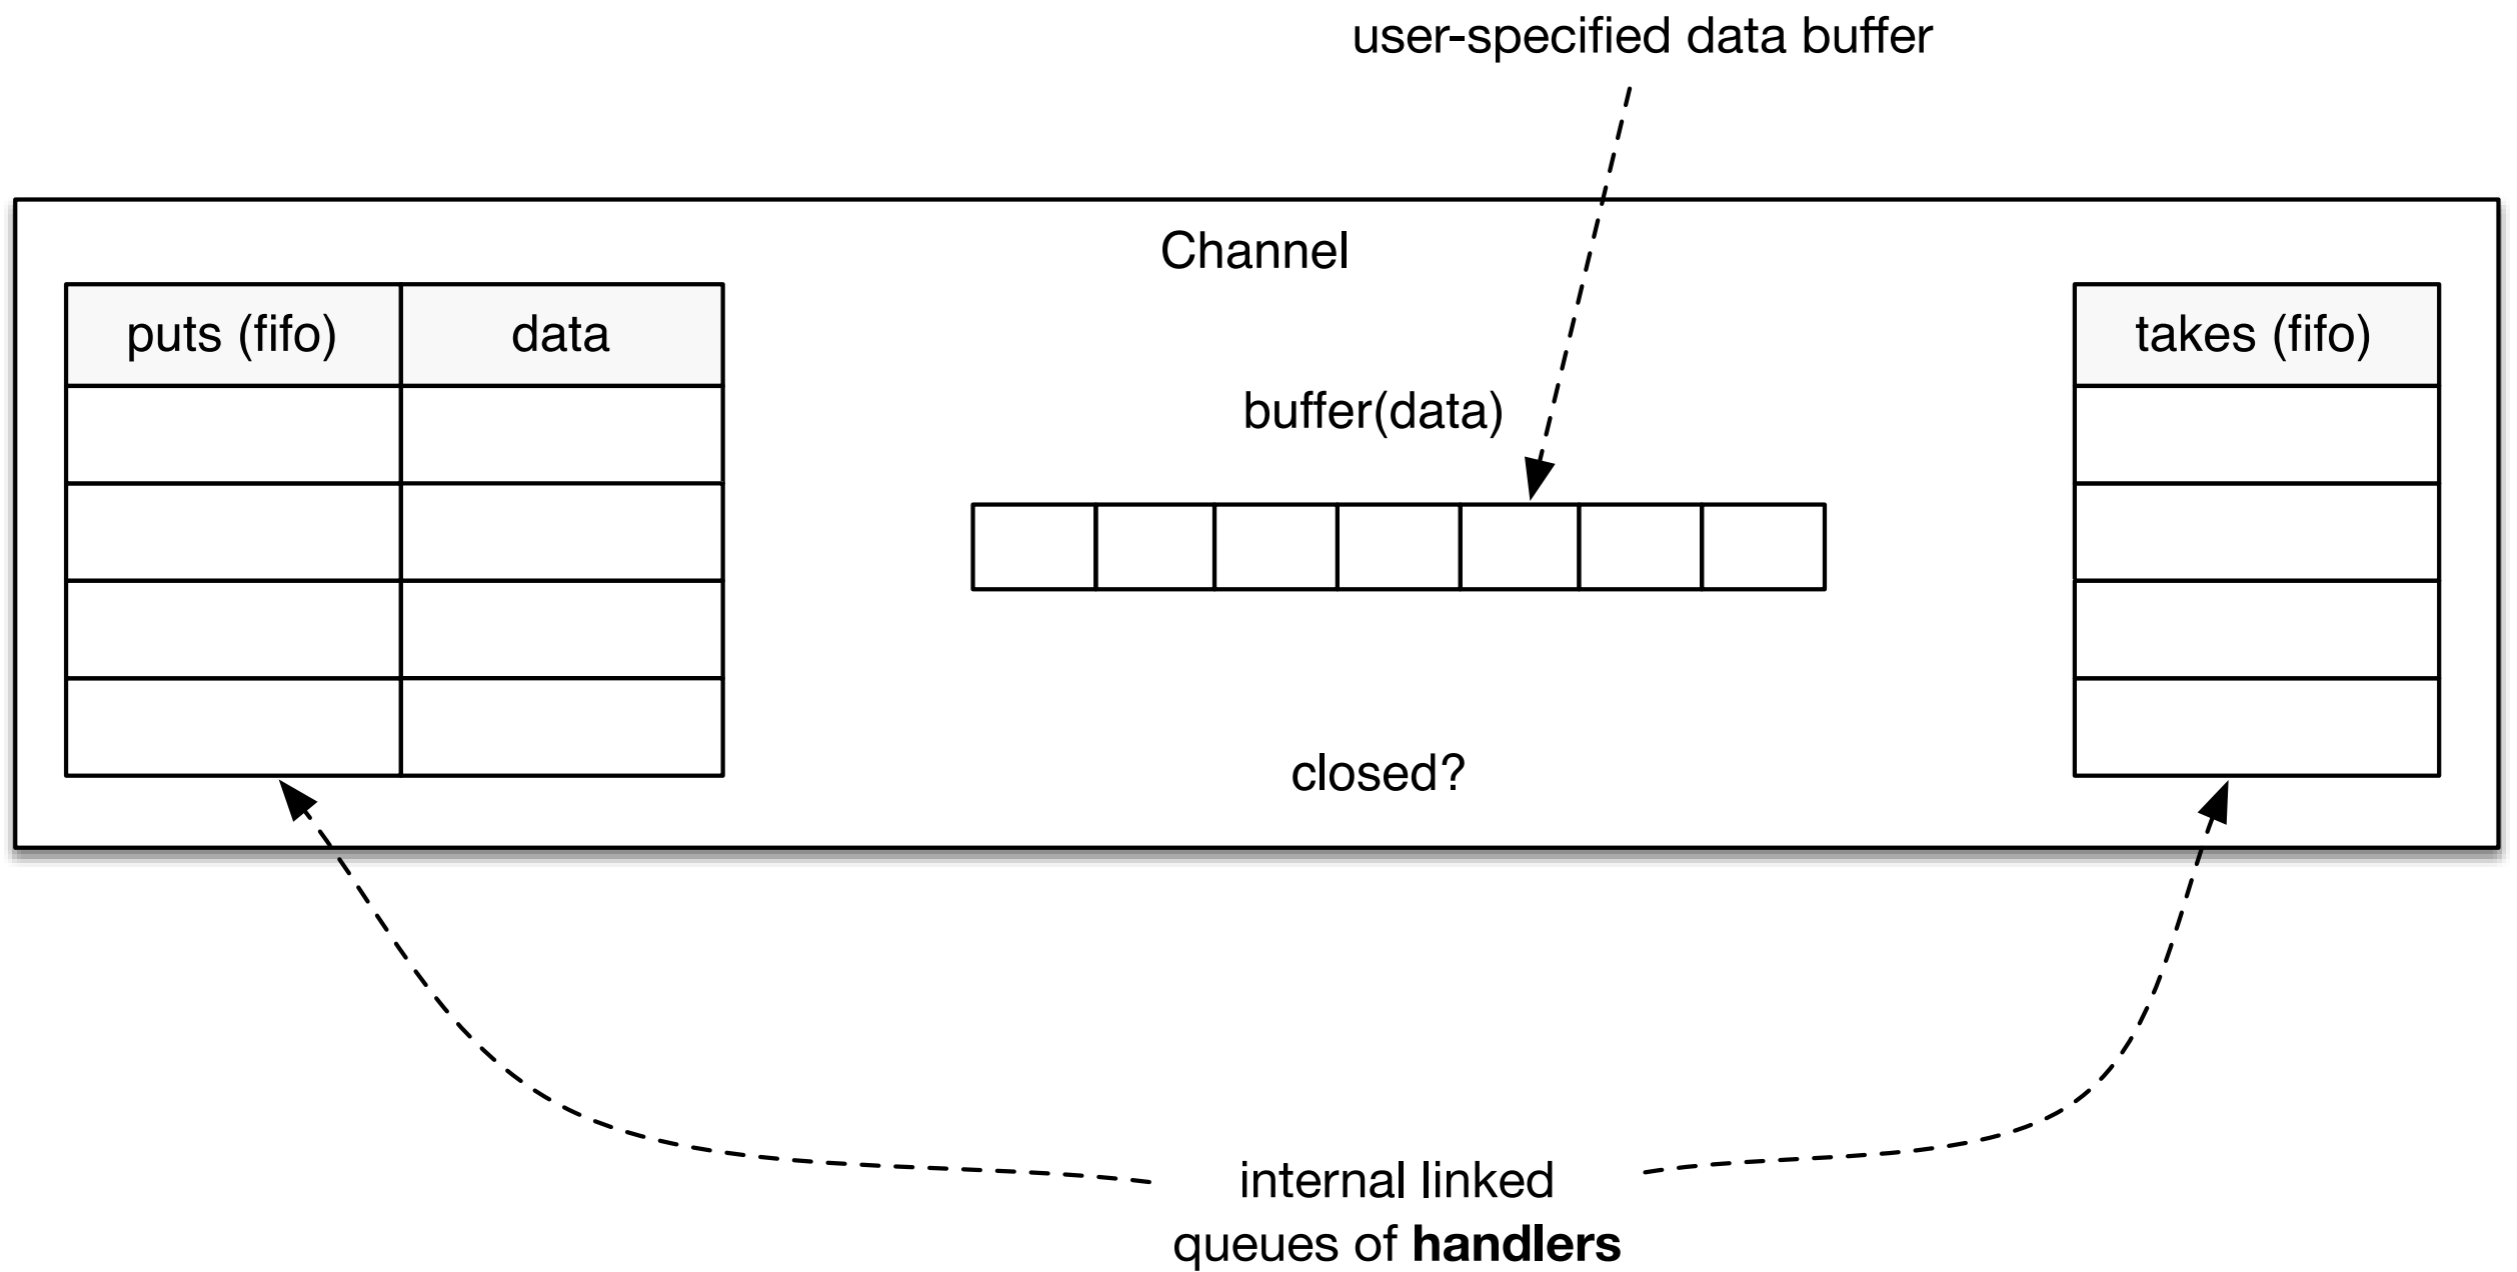 user-specified data buffer
Channel
puts (fifo)
data
takes (fifo)
buffer(data)
closed?
internal linked
queues of handlers